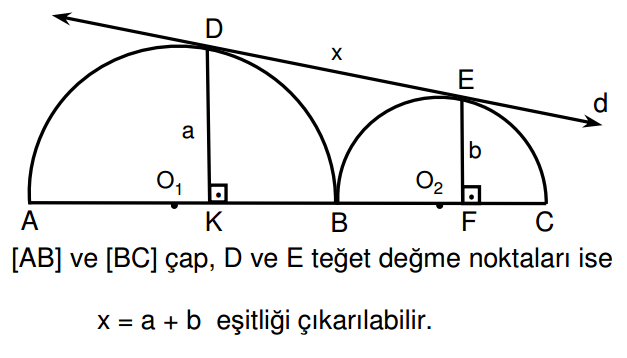 D
x
E
d
a
b
O₁
O₂
A
K
B
F
C
[AB] ve [BC] çap, D ve E teğet değme noktaları ise
x = a + b eşitliği çıkarılabilir.